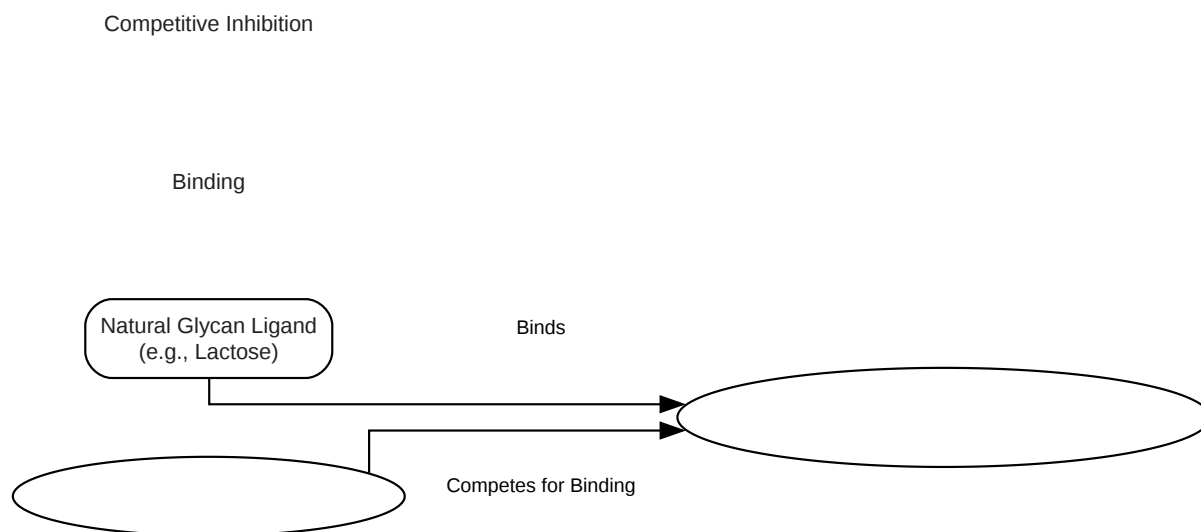 Competitive Inhibition
Binding
Natural Glycan Ligand
(e.g., Lactose)
Binds
Competes for Binding